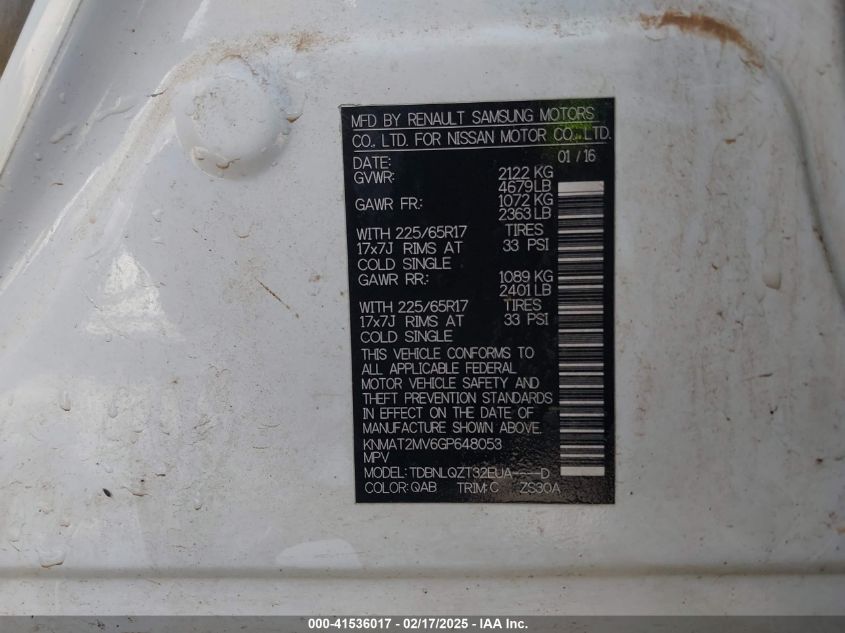 MFD BY RENAULT SAMSUNG MOTORS
CO., LTD. FOR NISSAN MOTOR CO., LTD.
DATE: 01 / 16
GVWR: 2122 KG
4679 LB
GAWR FR: 1072 KG
2363 LB
WITH 225/65R17 TIRES
17x7J RIMS AT 33 PSI
COLD SINGLE
GAWR RR: 1089 KG
2401 LB
WITH 225/65R17 TIRES
17x7J RIMS AT 33 PSI
COLD SINGLE
THIS VEHICLE CONFORMS TO
ALL APPLICABLE FEDERAL
MOTOR VEHICLE SAFETY AND
THEFT PREVENTION STANDARDS
IN EFFECT ON THE DATE OF
MANUFACTURE SHOWN ABOVE.
KNMAT2MV6GP648053
MPV
MODEL: TDBNLQZT32EUA----D
COLOR: QAB TRIM: C ZS30A
000-41536017 — 02/17/2025 — IAA Inc.